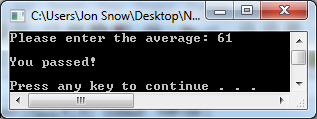 C:\Users\Jon Snow\Desktop\N...
Please enter the average: 61
You passed!
Press any key to continue . . .